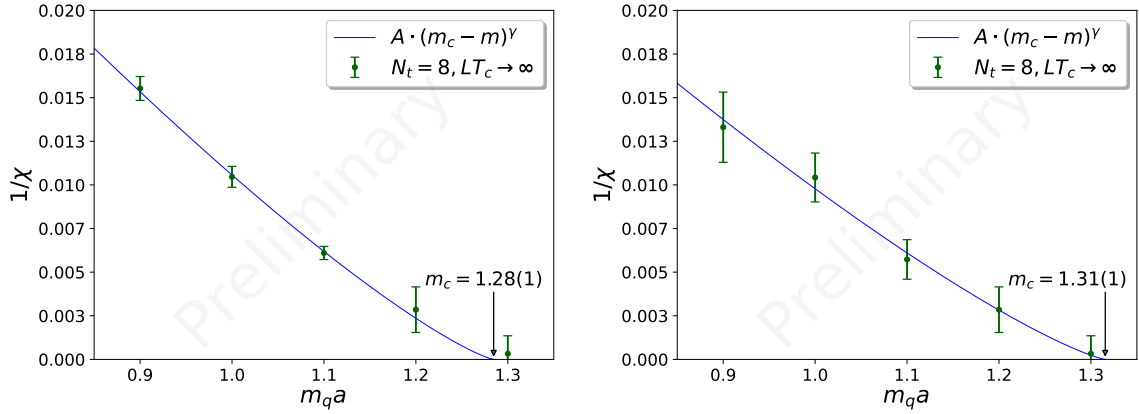 0.020
0.018
0.015
0.013
0.010
0.007
0.005
0.003
0.000
1/χ
A · (m_c − m)^γ
N_t = 8, LT_c → ∞
Preliminary
m_c = 1.28(1)
0.9 1.0 1.1 1.2 1.3
m_q a
0.020
0.018
0.015
0.013
0.010
0.007
0.005
0.003
0.000
1/χ
A · (m_c − m)^γ
N_t = 8, LT_c → ∞
Preliminary
m_c = 1.31(1)
0.9 1.0 1.1 1.2 1.3
m_q a